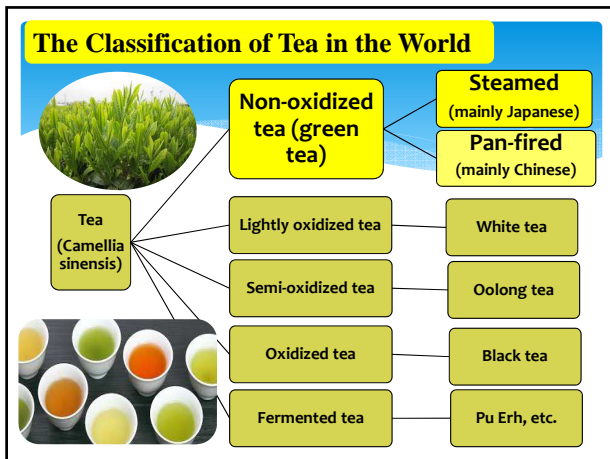 The Classification of Tea in the World
Non-oxidized
tea (green
tea)
Steamed
(mainly Japanese)
Pan-fired
(mainly Chinese)
Tea
(Camellia
sinensis)
Lightly oxidized tea
White tea
Semi-oxidized tea
Oolong tea
Oxidized tea
Black tea
Fermented tea
Pu Erh, etc.